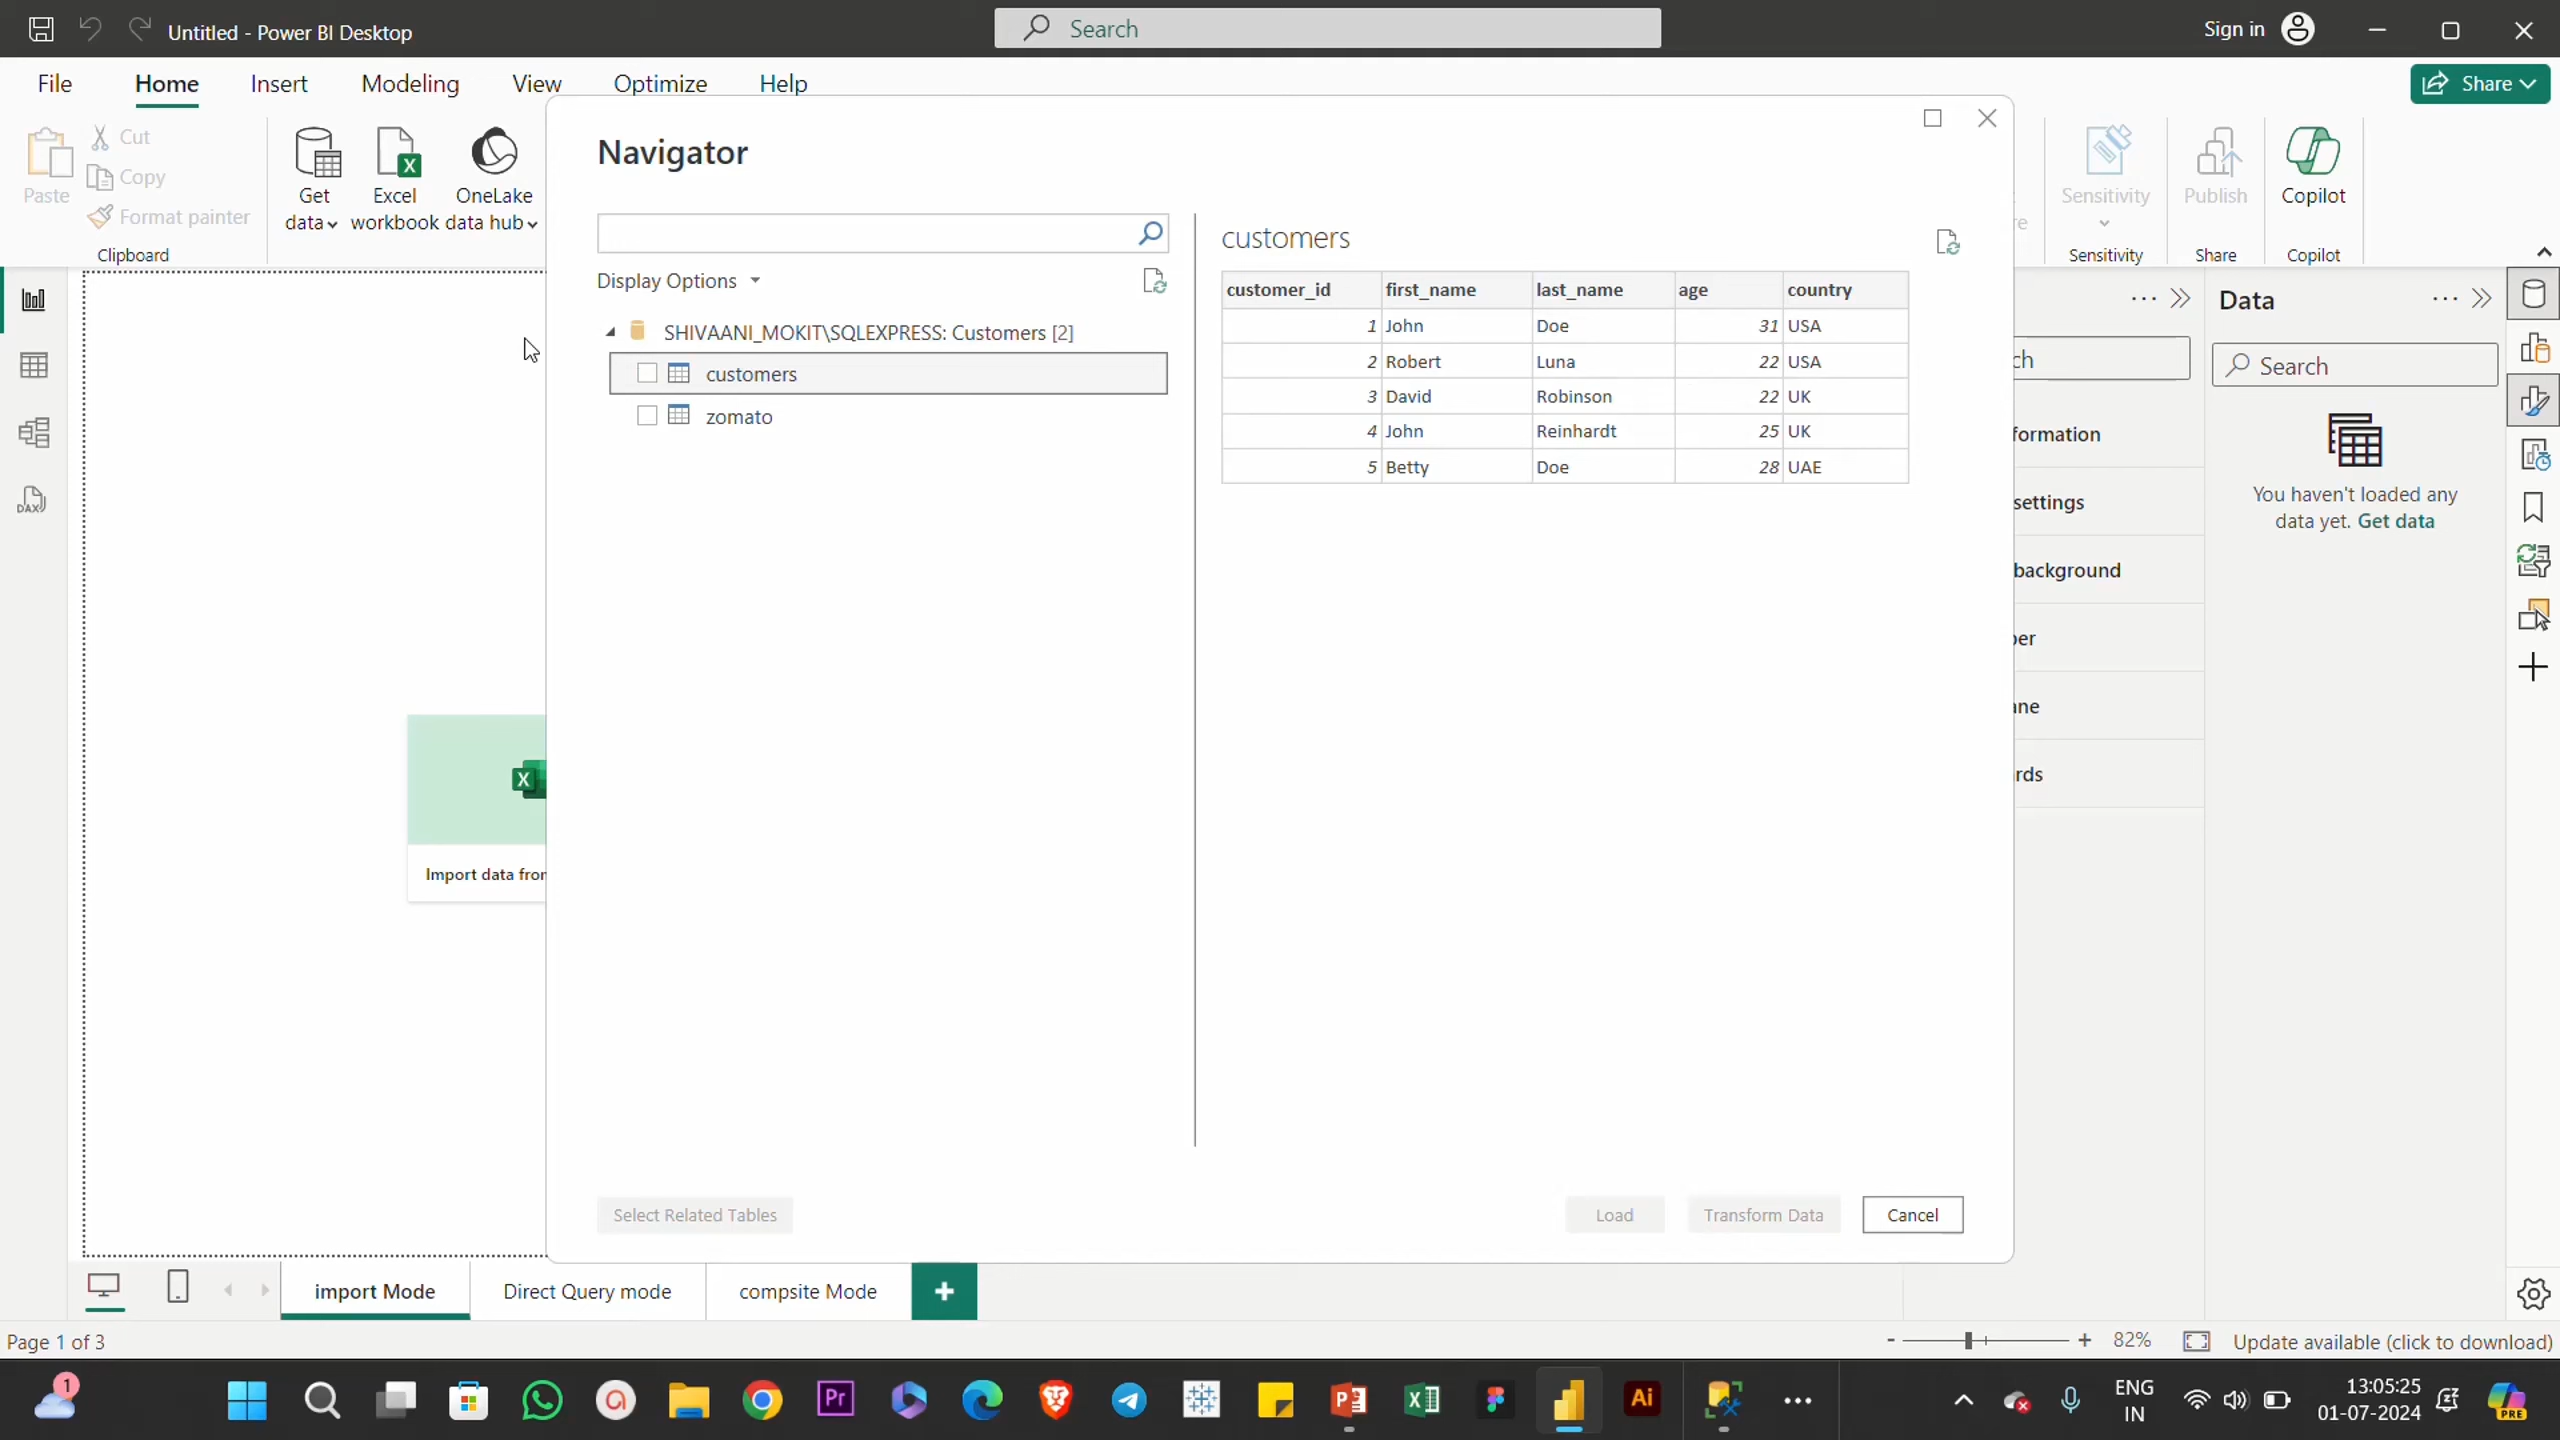 Untitled - Power BI Desktop
Search
Sign in
File
Home
Insert
Modeling
View
Optimize
Help
Share
Paste
Cut
Copy
Format painter
Clipboard
Get data
Excel workbook
OneLake data hub
Sensitivity
Sensitivity
Publish
Share
Copilot
Copilot
Navigator
Display Options
SHIVAANI_MOKIT\SQLEXPRESS: Customers [2]
customers
zomato
customers
customer_id first_name last_name age country
1 John Doe 31 USA
2 Robert Luna 22 USA
3 David Robinson 22 UK
4 John Reinhardt 25 UK
5 Betty Doe 28 UAE
Select Related Tables
Load
Transform Data
Cancel
settings
background
Data
Search
You haven't loaded any
data yet. Get data
X
Import data
import Mode
Direct Query mode
compsite Mode
Page 1 of 3
- + 82%
Update available (click to download)
1
Pr
Ai
ENG
IN
13:05:25
01-07-2024
PRE
DAX